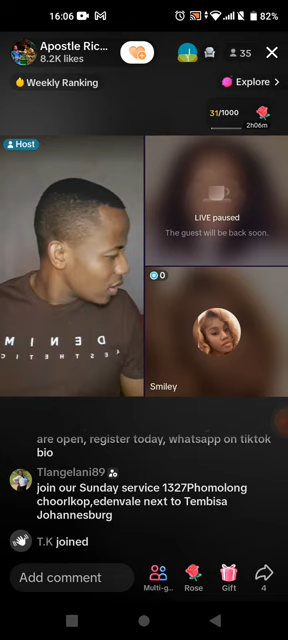 16:06
82%
Apostle Ric...
8.2K likes
35
Weekly Ranking
Explore >
31/1000
2h06m
Host
LIVE paused
The guest will be back soon.
DENIM
AESTHETIC
0
Smiley
are open, register today, whatsapp on tiktok
bio
Tlangelani89
join our Sunday service 1327Phomolong
choorlkop,edenvale next to Tembisa
Johannesburg
T.K joined
Add comment
Multi-g...
Rose
Gift
4